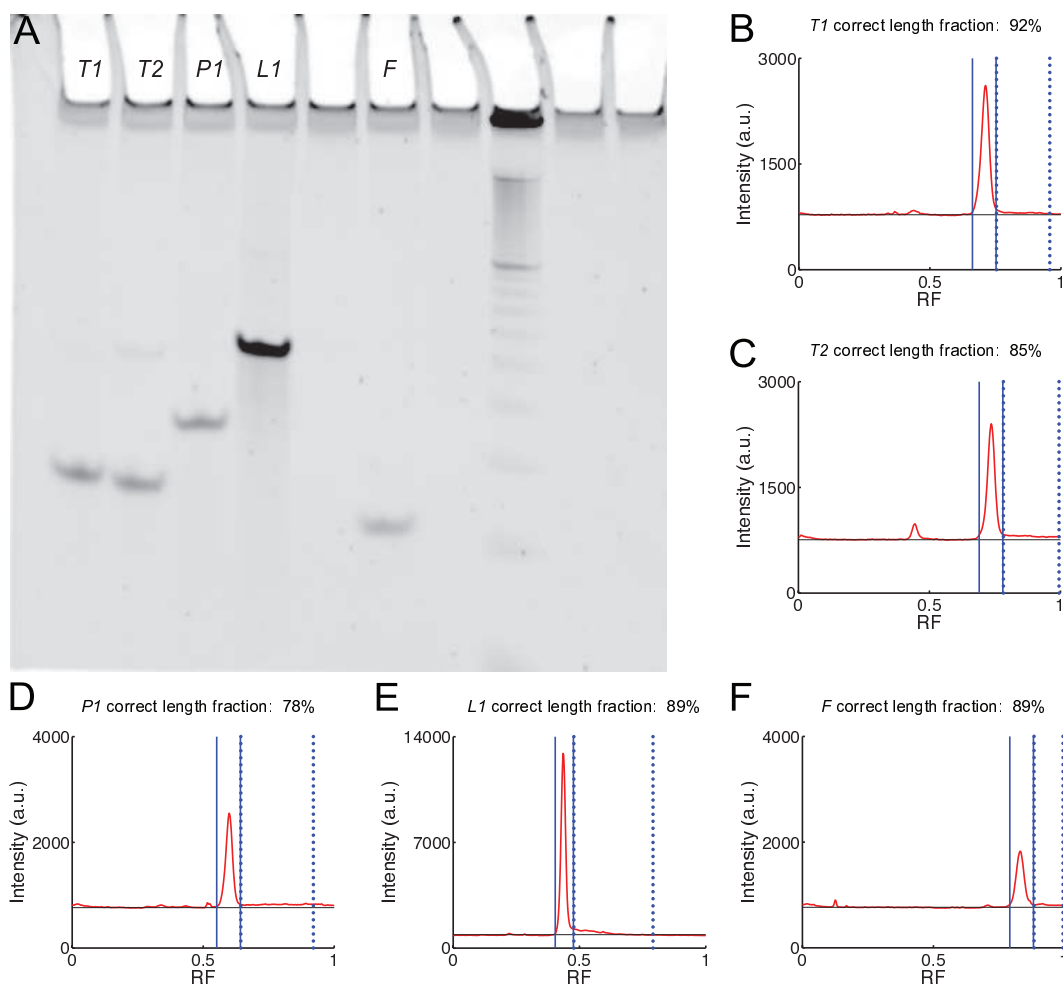 A
T1 T2 P1 L1 F
B
T1 correct length fraction: 92%
3000
1500
0
Intensity (a.u.)
0 0.5 1
RF
C
T2 correct length fraction: 85%
3000
1500
0
Intensity (a.u.)
0 0.5 1
RF
D
P1 correct length fraction: 78%
4000
2000
0
Intensity (a.u.)
0 0.5 1
RF
E
L1 correct length fraction: 89%
14000
7000
0
Intensity (a.u.)
0 0.5 1
RF
F
F correct length fraction: 89%
4000
2000
0
Intensity (a.u.)
0 0.5 1
RF